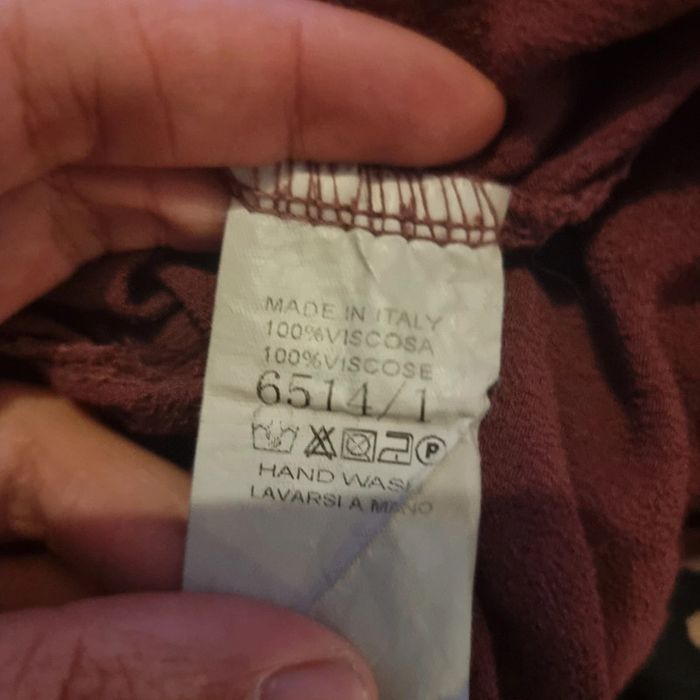 MADE IN ITALY
100%VISCOSA
100%VISCOSE
6514/1
P
HAND WASH
LAVARSI A MANO